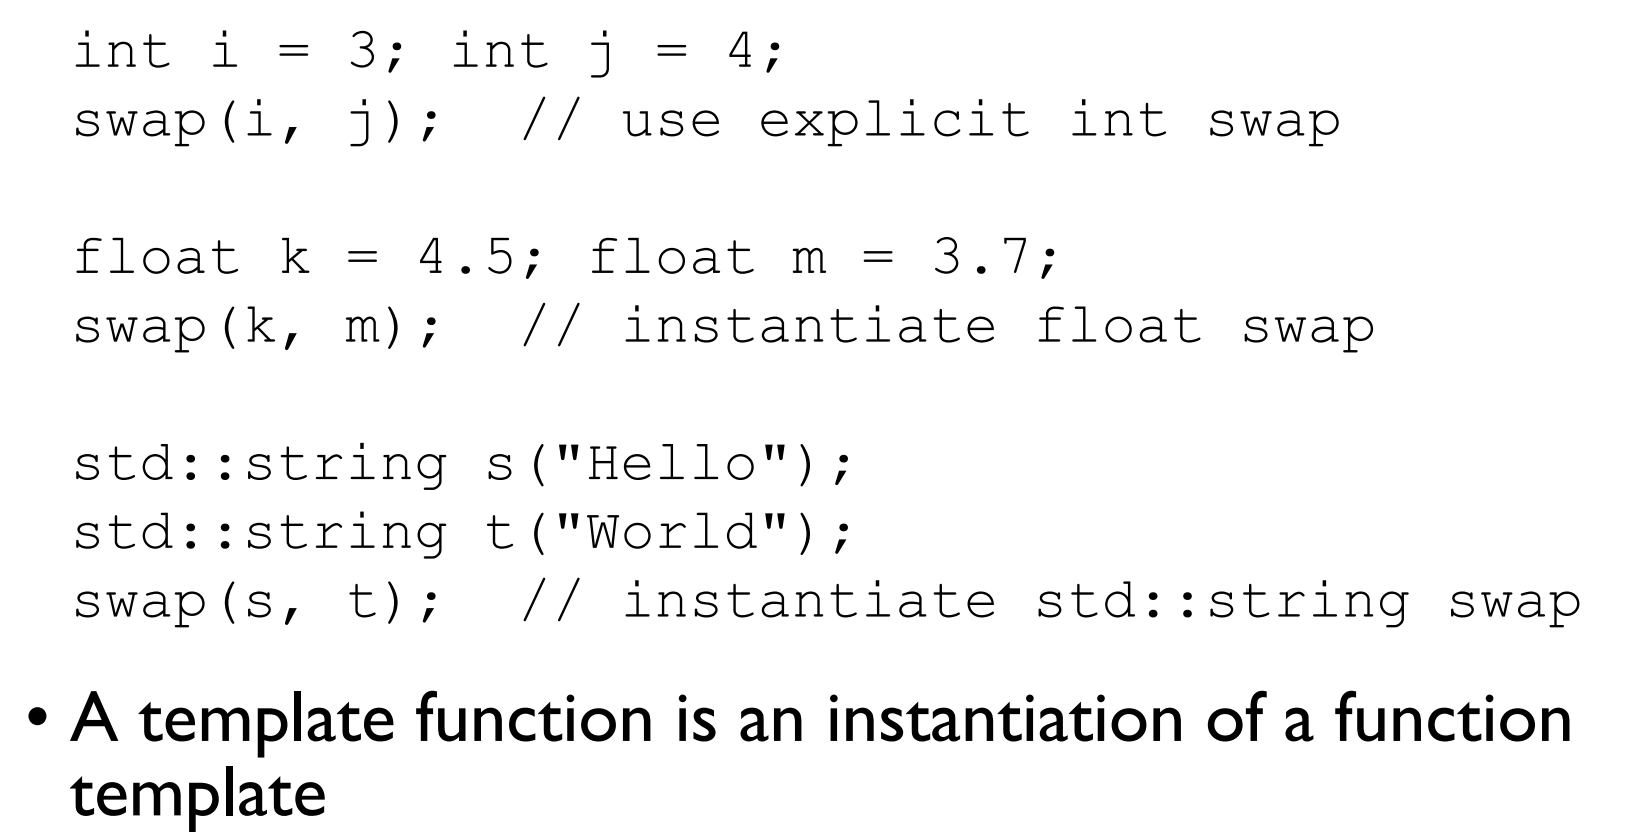 int i = 3; int j = 4;
swap(i, j);  // use explicit int swap
float k = 4.5; float m = 3.7;
swap(k, m);  // instantiate float swap
std::string s("Hello");
std::string t("World");
swap(s, t);  // instantiate std::string swap
• A template function is an instantiation of a function
template